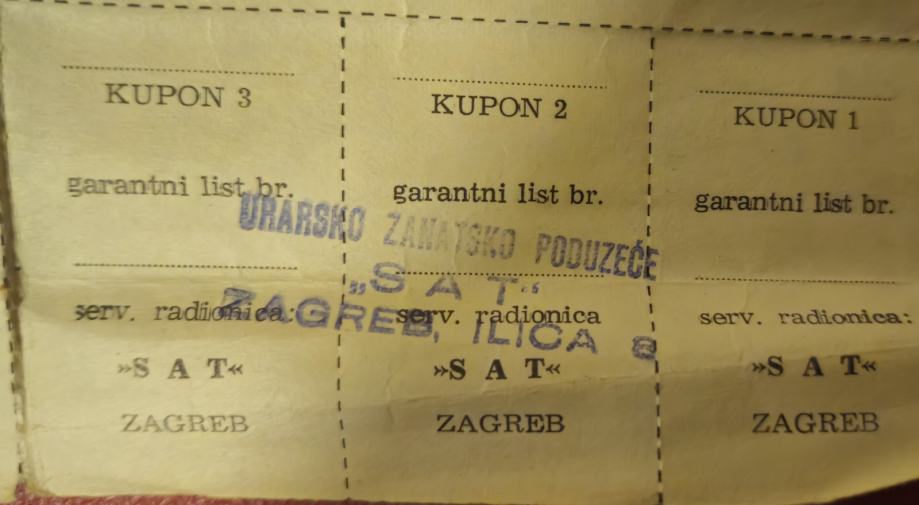 KUPON 3
garantni list br.
serv. radionica:
»S A T«
ZAGREB
KUPON 2
garantni list br.
serv. radionica
»S A T«
ZAGREB
KUPON 1
garantni list br.
serv. radionica:
»S A T«
ZAGREB
URARSKO ZANATSKO PODUZEĆE
„S A T“
ZAGREB, ILICA 8